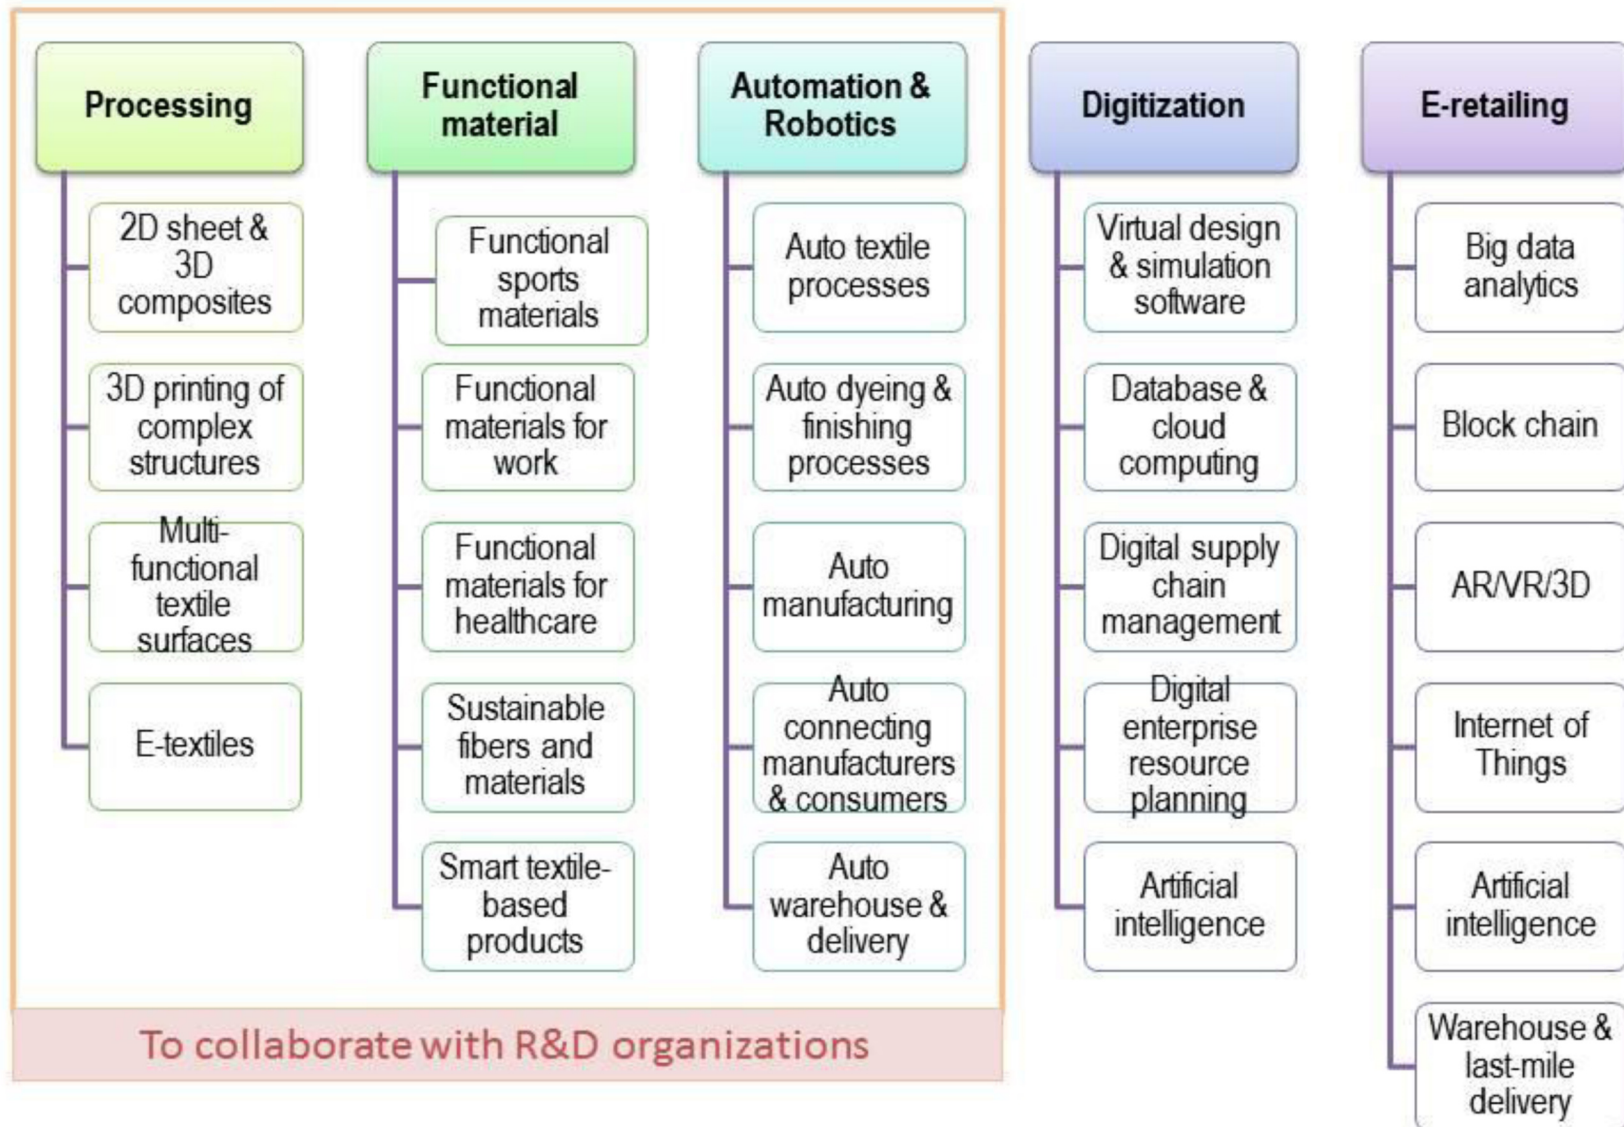 Processing
2D sheet &
3D
composites
3D printing of
complex
structures
Multi-
functional
textile
surfaces
E-textiles
Functional
material
Functional
sports
materials
Functional
materials for
work
Functional
materials for
healthcare
Sustainable
fibers and
materials
Smart textile-
based
products
Automation &
Robotics
Auto textile
processes
Auto dyeing &
finishing
processes
Auto
manufacturing
Auto
connecting
manufacturers
& consumers
Auto
warehouse &
delivery
To collaborate with R&D organizations
Digitization
Virtual design
& simulation
software
Database &
cloud
computing
Digital supply
chain
management
Digital
enterprise
resource
planning
Artificial
intelligence
E-retailing
Big data
analytics
Block chain
AR/VR/3D
Internet of
Things
Artificial
intelligence
Warehouse &
last-mile
delivery